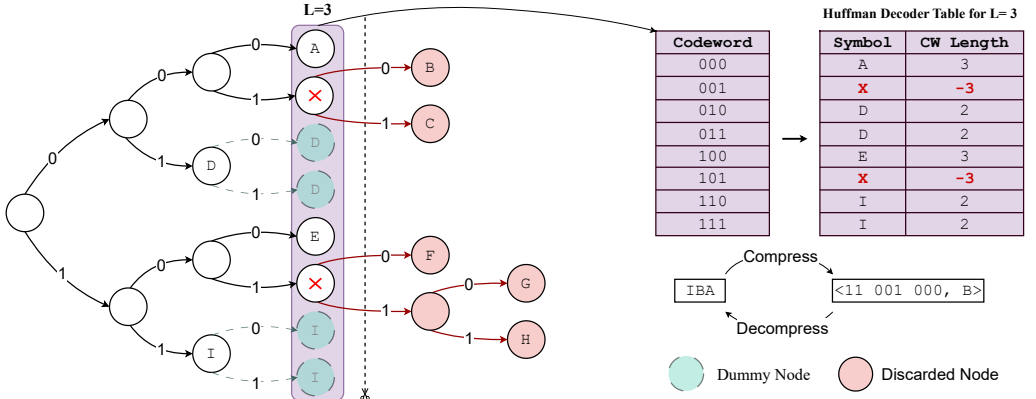 L=3
0
A
0
0
B
1
X
1
C
0
0
D
1
D
1
D
0
E
0
0
F
1
X
0
G
1
1
H
1
0
I
1
I
1
I
Huffman Decoder Table for L= 3
Codeword
000
001
010
011
100
101
110
111
Symbol CW Length
A 3
X -3
D 2
D 2
E 3
X -3
I 2
I 2
Compress
IBA
<11 001 000, B>
Decompress
Dummy Node
Discarded Node